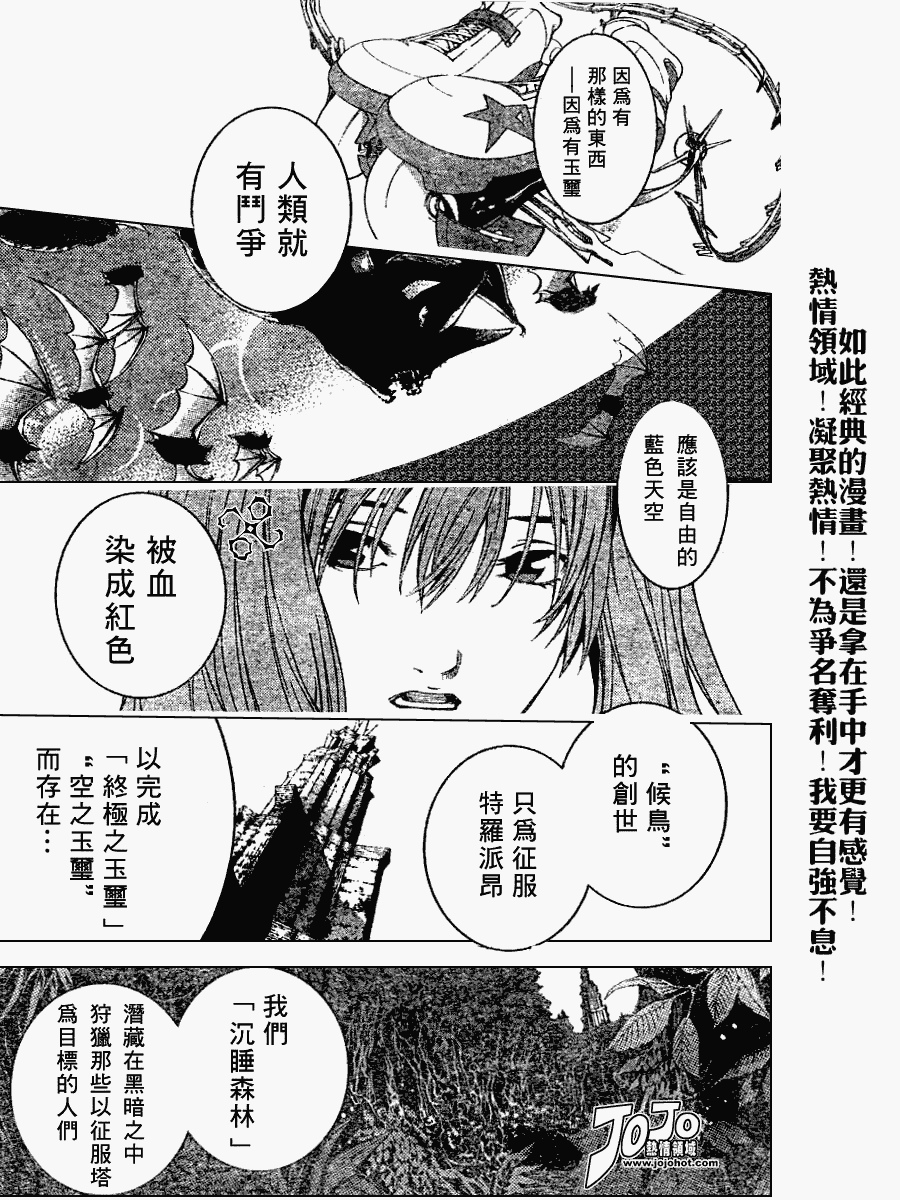 因爲有
那樣的東西
—因爲有玉璽
人類就
有鬥爭
應該是自由的
藍色天空
被血
染成紅色
“候鳥”
的創世
只爲征服
特羅派昂
以完成
「終極之玉璽」
“空之玉璽”
而存在…
我們
「沉睡森林」
潛藏在黑暗之中
狩獵那些以征服塔
爲目標的人們
如此經典的漫畫！還是拿在手中才更有感覺！
熱情領域！凝聚熱情！不為爭名奪利！我要自強不息！
JOJO
熱情領域
www.jojohot.com